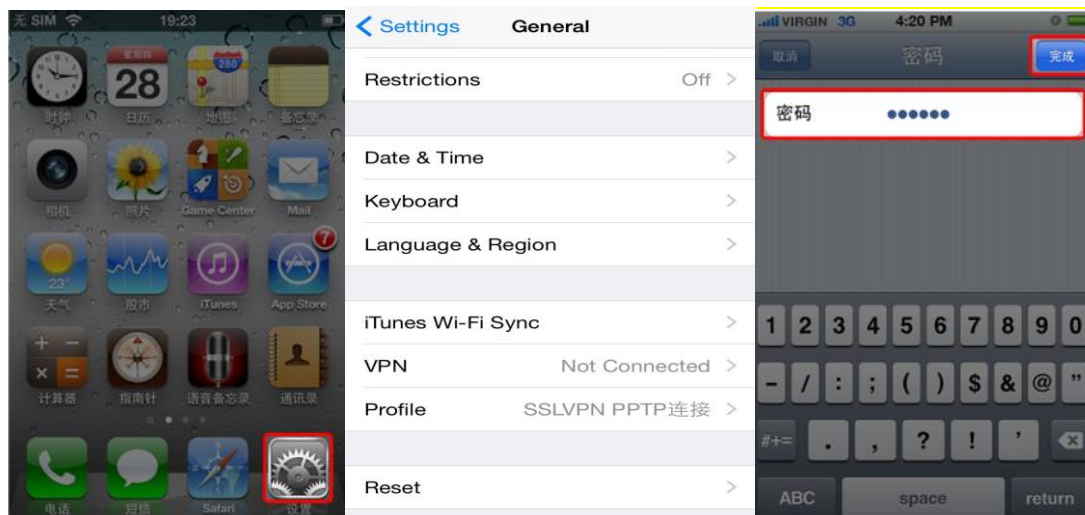 无 SIM 19:23
星期四
28
280
时钟 日历 地图 备忘录
相机 照片 Game Center Mail
7
23°
天气 股市 iTunes App Store
计算器 指南针 语音备忘录 通讯录
电话 短信 Safari 设置
Settings General
Restrictions Off >
Date & Time >
Keyboard >
Language & Region >
iTunes Wi-Fi Sync >
VPN Not Connected >
Profile SSLVPN PPTP连接 >
Reset >
VIRGIN 3G 4:20 PM
取消 密码 完成
密码 ●●●●●●
1 2 3 4 5 6 7 8 9 0
- / : ; ( ) $ & @ "
#+= . , ? ! '
ABC space return